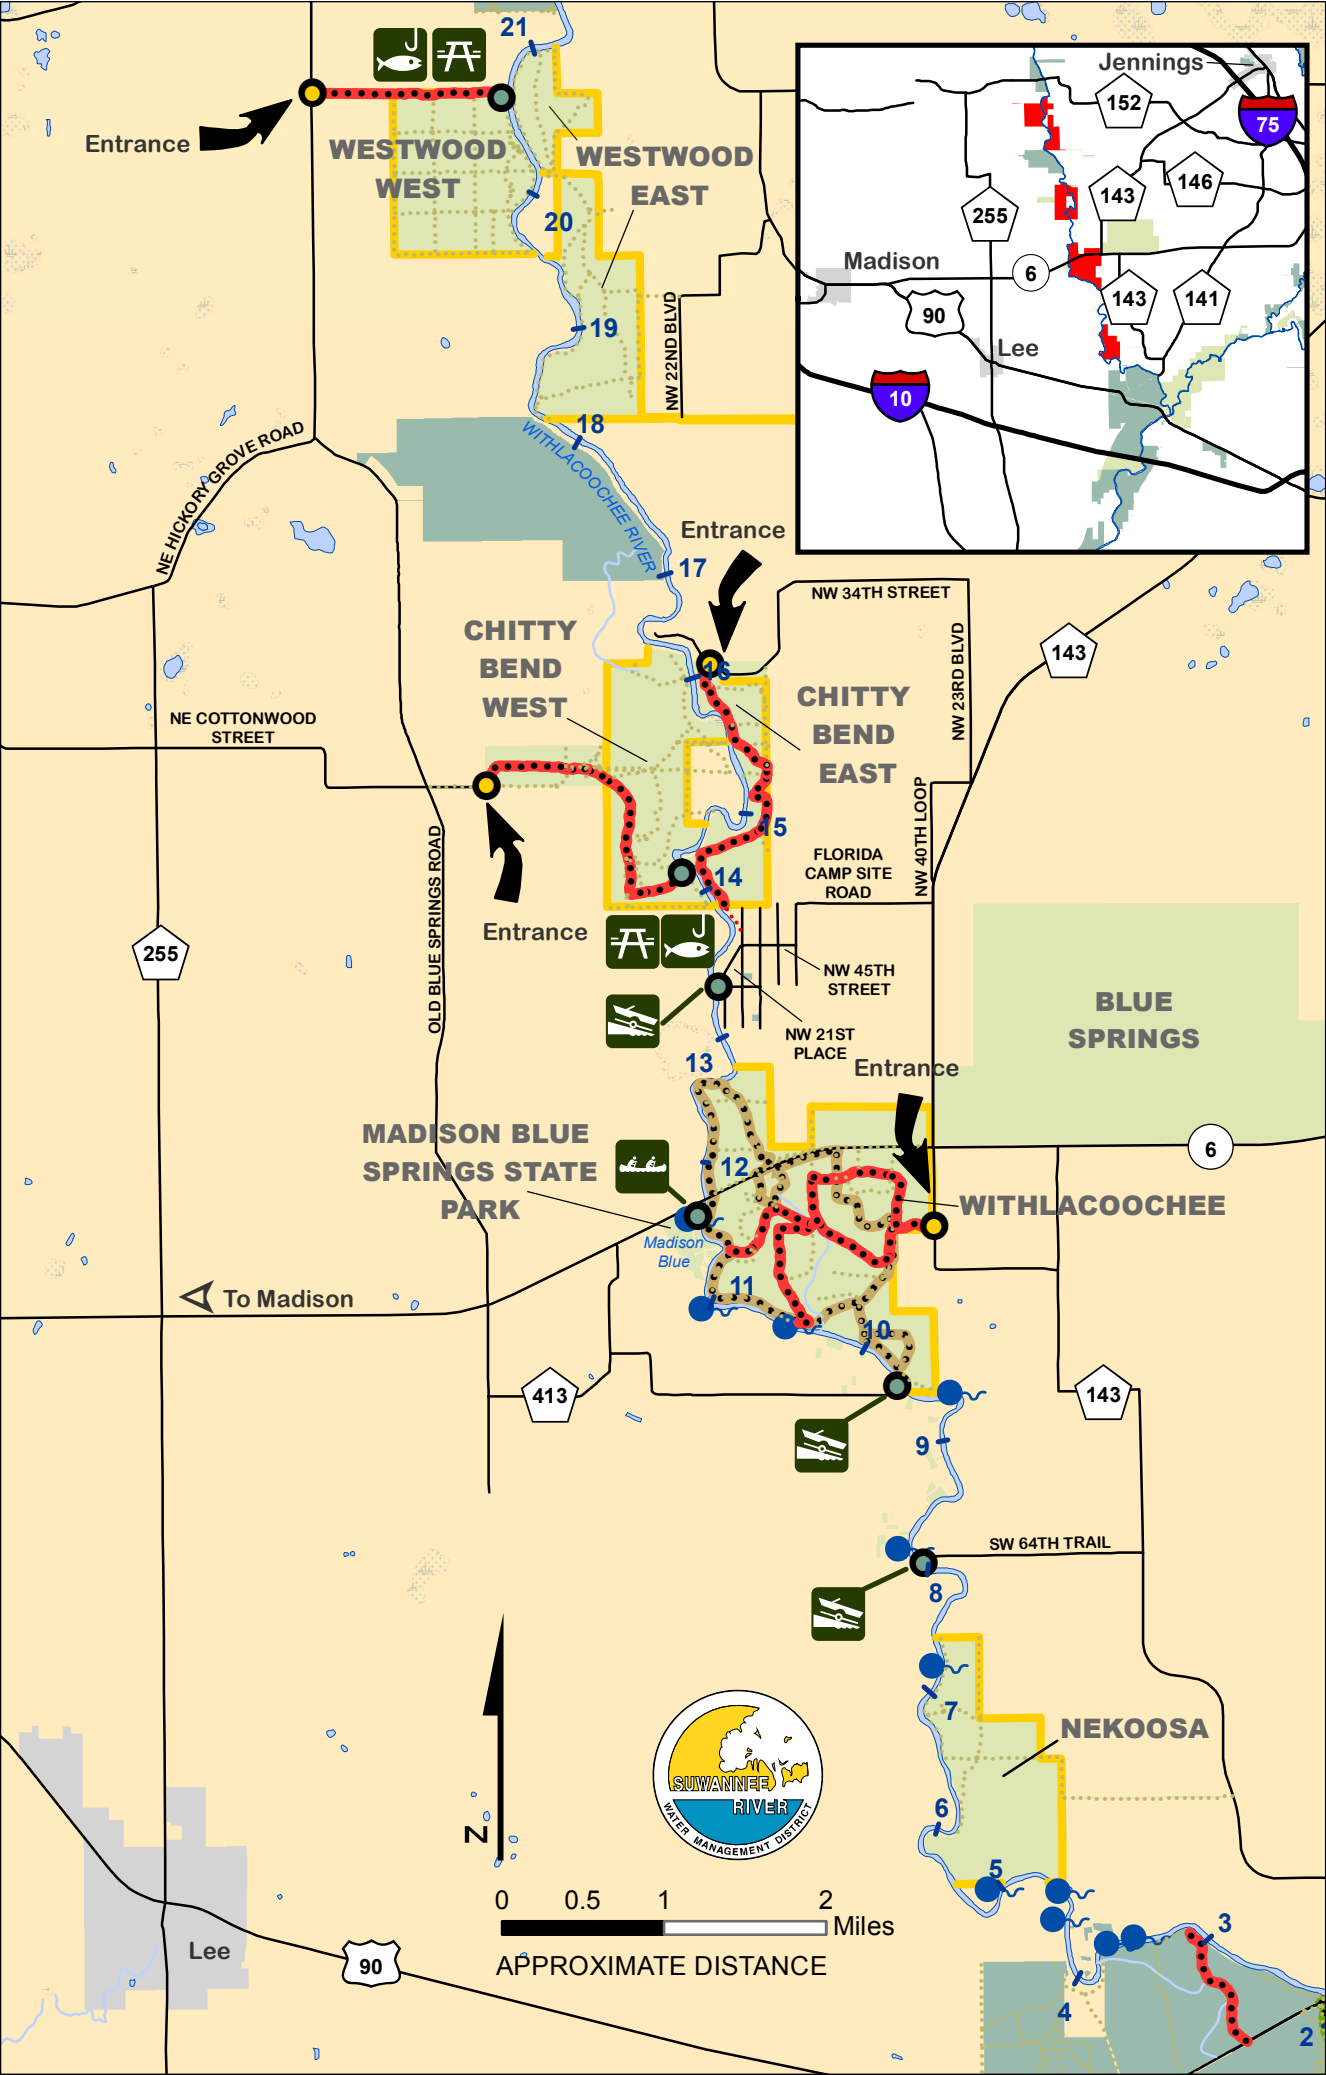 21
Entrance
WESTWOOD
WEST
WESTWOOD
EAST
20
19
NW 22ND BLVD
18
WITHLACOOCHEE RIVER
17
NE HICKORY GROVE ROAD
Jennings
152
75
143
146
255
Madison
6
90
143
141
Lee
10
Entrance
NW 34TH STREET
NW 23RD BLVD
143
CHITTY
BEND
WEST
16
CHITTY
BEND
EAST
NE COTTONWOOD
STREET
15
NW 40TH LOOP
FLORIDA
CAMP SITE
ROAD
14
OLD BLUE SPRINGS ROAD
Entrance
255
NW 45TH
STREET
NW 21ST
PLACE
BLUE
SPRINGS
13
Entrance
MADISON BLUE
SPRINGS STATE
PARK
12
6
WITHLACOOCHEE
Madison
Blue
11
To Madison
10
413
143
9
SW 64TH TRAIL
8
7
NEKOOSA
6
5
SUWANNEE
RIVER
WATER MANAGEMENT DISTRICT
N
0 0.5 1 2
Miles
APPROXIMATE DISTANCE
Lee
90
3
4
2